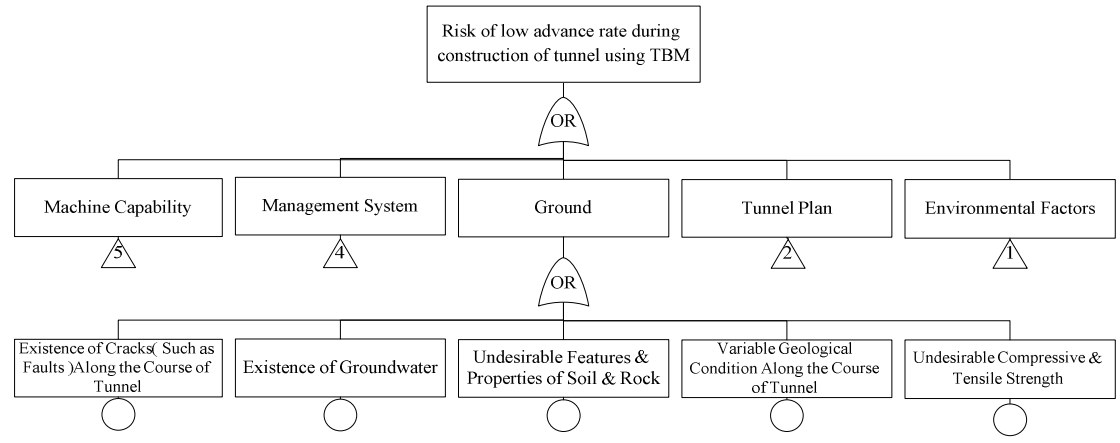 Risk of low advance rate during
construction of tunnel using TBM
OR
Machine Capability
Management System
Ground
Tunnel Plan
Environmental Factors
5
4
2
1
OR
Existence of Cracks( Such as
Faults )Along the Course of
Tunnel
Existence of Groundwater
Undesirable Features &
Properties of Soil & Rock
Variable Geological
Condition Along the Course
of Tunnel
Undesirable Compressive &
Tensile Strength